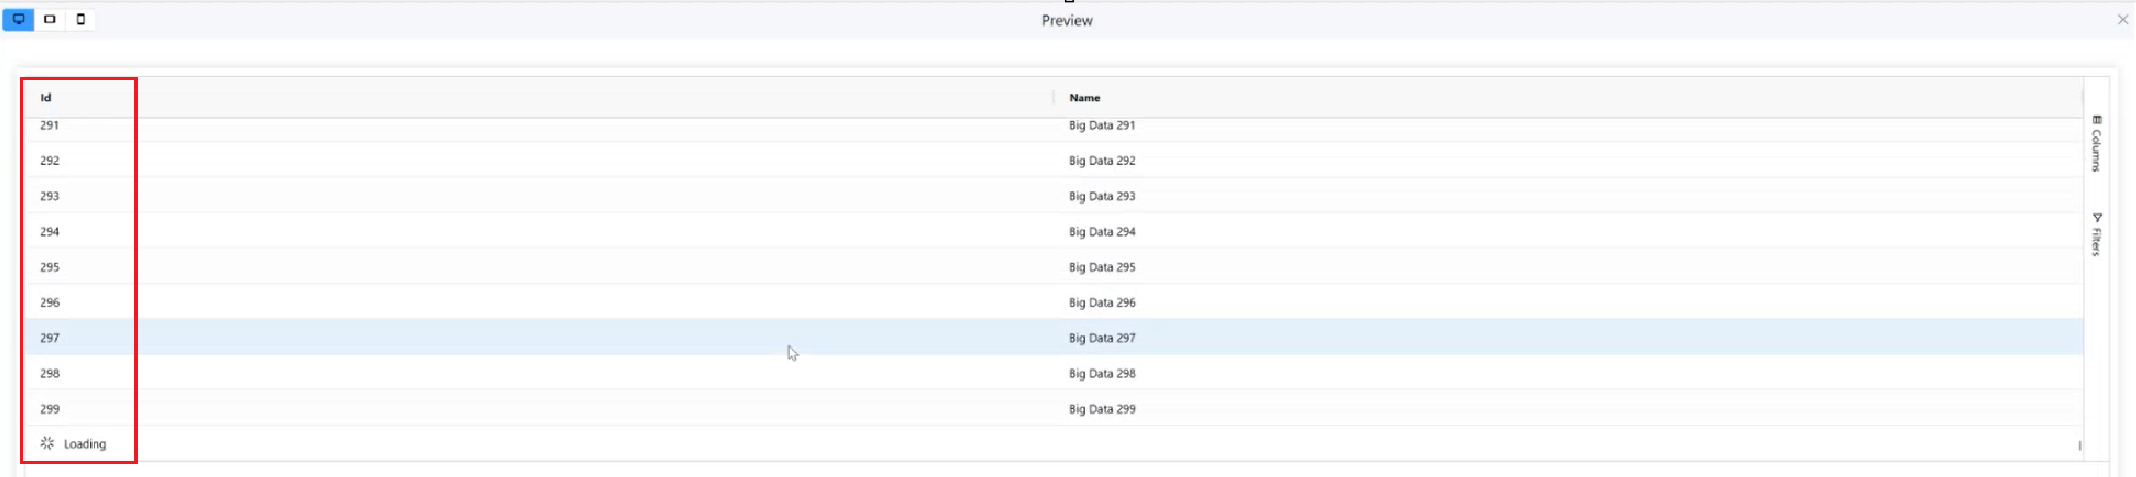 Preview
Id Name
291 Big Data 291
292 Big Data 292
293 Big Data 293
294 Big Data 294
295 Big Data 295
296 Big Data 296
297 Big Data 297
298 Big Data 298
299 Big Data 299
Loading
Columns
Filters